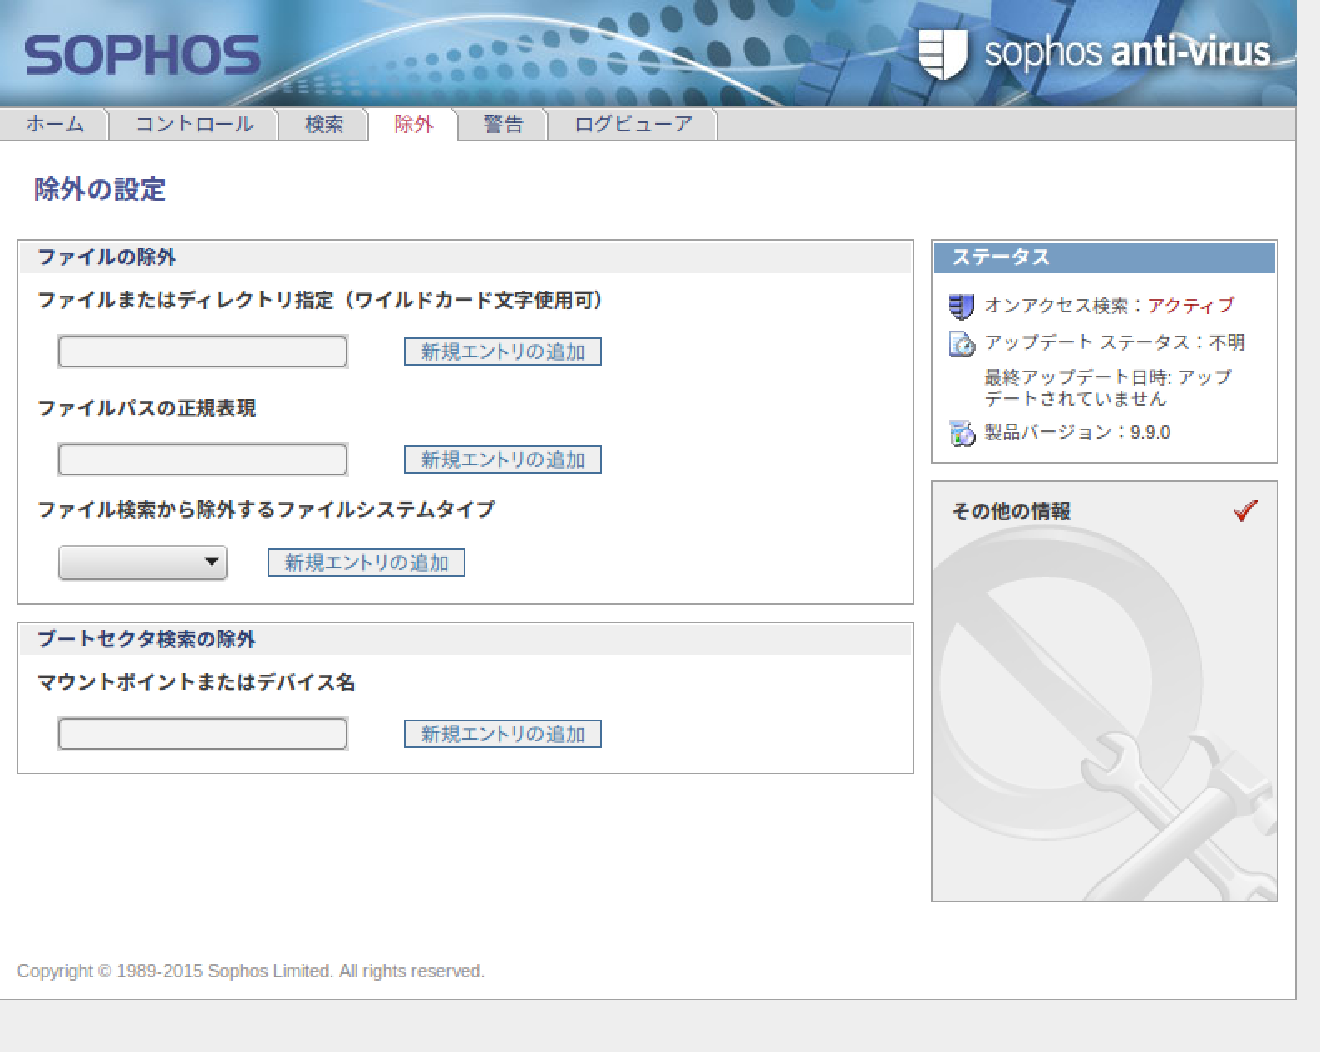 SOPHOS
sophos anti-virus
ホーム コントロール 検索 除外 警告 ログビューア
除外の設定
ファイルの除外
ファイルまたはディレクトリ指定（ワイルドカード文字使用可）
新規エントリの追加
ファイルパスの正規表現
新規エントリの追加
ファイル検索から除外するファイルシステムタイプ
新規エントリの追加
ブートセクタ検索の除外
マウントポイントまたはデバイス名
新規エントリの追加
ステータス
オンアクセス検索：アクティブ
アップデート ステータス：不明
最終アップデート日時: アップ
デートされていません
製品バージョン：9.9.0
その他の情報
Copyright © 1989-2015 Sophos Limited. All rights reserved.